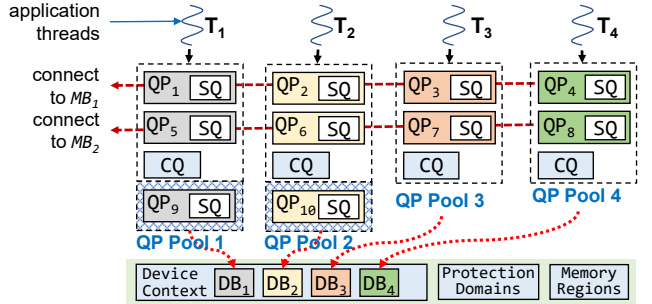 application
threads
T1 T2 T3 T4
connect
to MB1
QP1 SQ QP2 SQ QP3 SQ QP4 SQ
connect
to MB2
QP5 SQ QP6 SQ QP7 SQ QP8 SQ
CQ CQ CQ CQ
QP9 SQ QP10 SQ
QP Pool 1 QP Pool 2 QP Pool 3 QP Pool 4
Device
Context
DB1 DB2 DB3 DB4
Protection
Domains
Memory
Regions